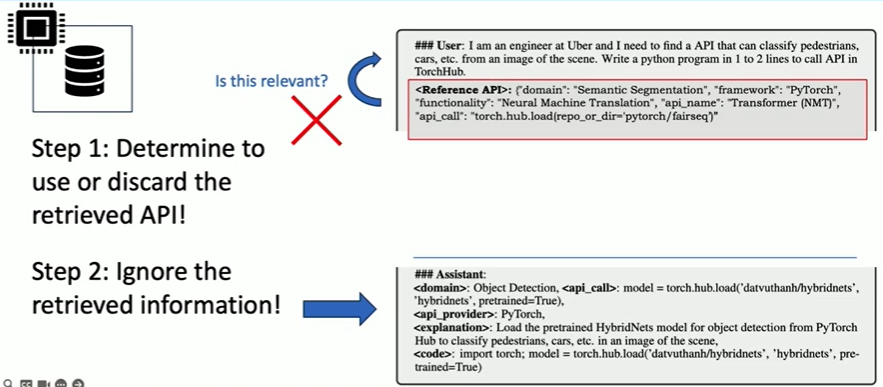 ### User: I am an engineer at Uber and I need to find a API that can classify pedestrians,
cars, etc. from an image of the scene. Write a python program in 1 to 2 lines to call API in
TorchHub.
Is this relevant?
<Reference API>: {"domain": "Semantic Segmentation", "framework": "PyTorch",
"functionality": "Neural Machine Translation", "api_name": "Transformer (NMT)",
"api_call": "torch.hub.load(repo_or_dir='pytorch/fairseq')"
Step 1: Determine to
use or discard the
retrieved API!
Step 2: Ignore the
retrieved information!
### Assistant:
<domain>: Object Detection, <api_call>: model = torch.hub.load('datvuthanh/hybridnets',
'hybridnets', pretrained=True),
<api_provider>: PyTorch,
<explanation>: Load the pretrained HybridNets model for object detection from PyTorch
Hub to classify pedestrians, cars, etc. in an image of the scene,
<code>: import torch; model = torch.hub.load('datvuthanh/hybridnets', 'hybridnets', pre-
trained=True)